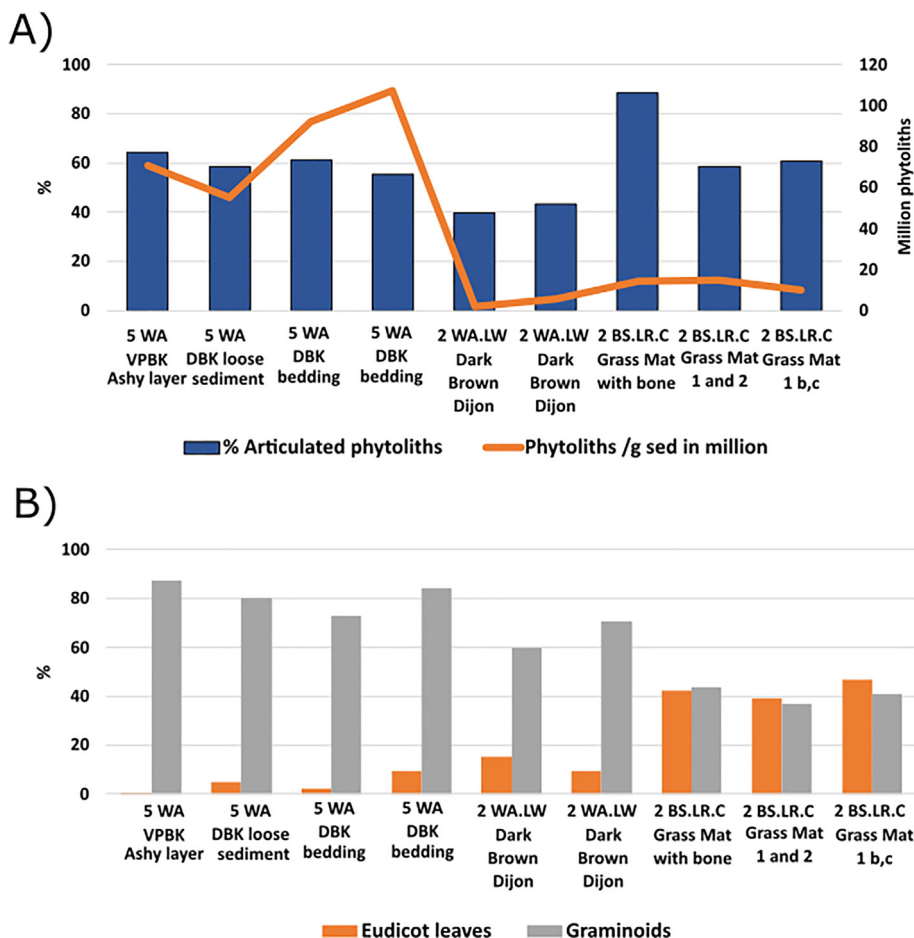 A)
100
80
60
40
20
0
%
120
100
80
60
40
20
0
Million phytoliths
5 WA
VPBK
Ashy layer
5 WA
DBK loose
sediment
5 WA
DBK
bedding
5 WA
DBK
bedding
2 WA.LW
Dark
Brown
Dijon
2 WA.LW
Dark
Brown
Dijon
2 BS.LR.C
Grass Mat
with bone
2 BS.LR.C
Grass Mat
1 and 2
2 BS.LR.C
Grass Mat
1 b,c
% Articulated phytoliths
Phytoliths /g sed in million
B)
100
80
60
40
20
0
%
5 WA
VPBK
Ashy layer
5 WA
DBK loose
sediment
5 WA
DBK
bedding
5 WA
DBK
bedding
2 WA.LW
Dark
Brown
Dijon
2 WA.LW
Dark
Brown
Dijon
2 BS.LR.C
Grass Mat
with bone
2 BS.LR.C
Grass Mat
1 and 2
2 BS.LR.C
Grass Mat
1 b,c
Eudicot leaves
Graminoids